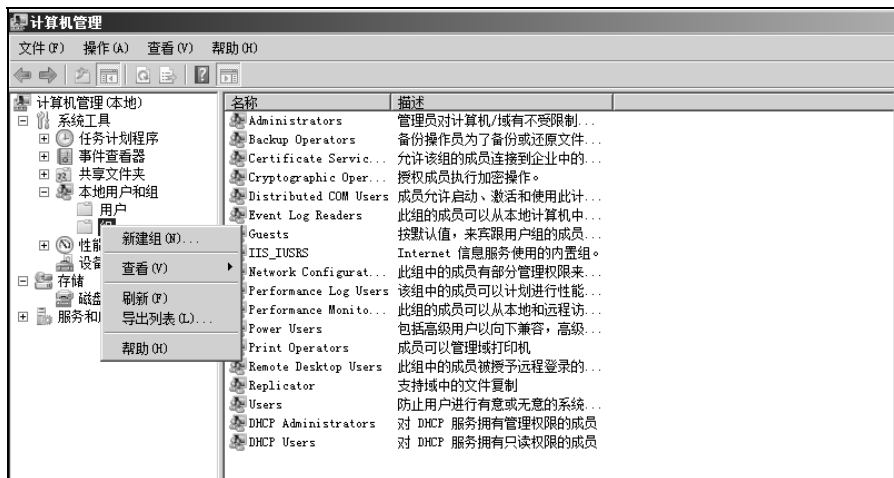 计算机管理
文件(F) 操作(A) 查看(V) 帮助(H)
计算机管理(本地)
系统工具
任务计划程序
事件查看器
共享文件夹
本地用户和组
用户
组
性能
设备
存储
磁盘
服务和
新建组(N)...
查看(V)
刷新(F)
导出列表(L)...
帮助(H)
名称 描述
Administrators 管理员对计算机/域有不受限制...
Backup Operators 备份操作员为了备份或还原文件...
Certificate Servic... 允许该组的成员连接到企业中的...
Cryptographic Oper... 授权成员执行加密操作。
Distributed COM Users 成员允许启动、激活和使用此计...
Event Log Readers 此组的成员可以从本地计算机中...
Guests 按默认值，来宾跟用户组的成员...
IIS_IUSRS Internet 信息服务使用的内置组。
Network Configurat... 此组中的成员有部分管理权限来...
Performance Log Users 该组中的成员可以计划进行性能...
Performance Monito... 此组的成员可以从本地和远程访...
Power Users 包括高级用户以向下兼容，高级...
Print Operators 成员可以管理域打印机
Remote Desktop Users 此组中的成员被授予远程登录的...
Replicator 支持域中的文件复制
Users 防止用户进行有意或无意的系统...
DHCP Administrators 对 DHCP 服务拥有管理权限的成员
DHCP Users 对 DHCP 服务拥有只读权限的成员